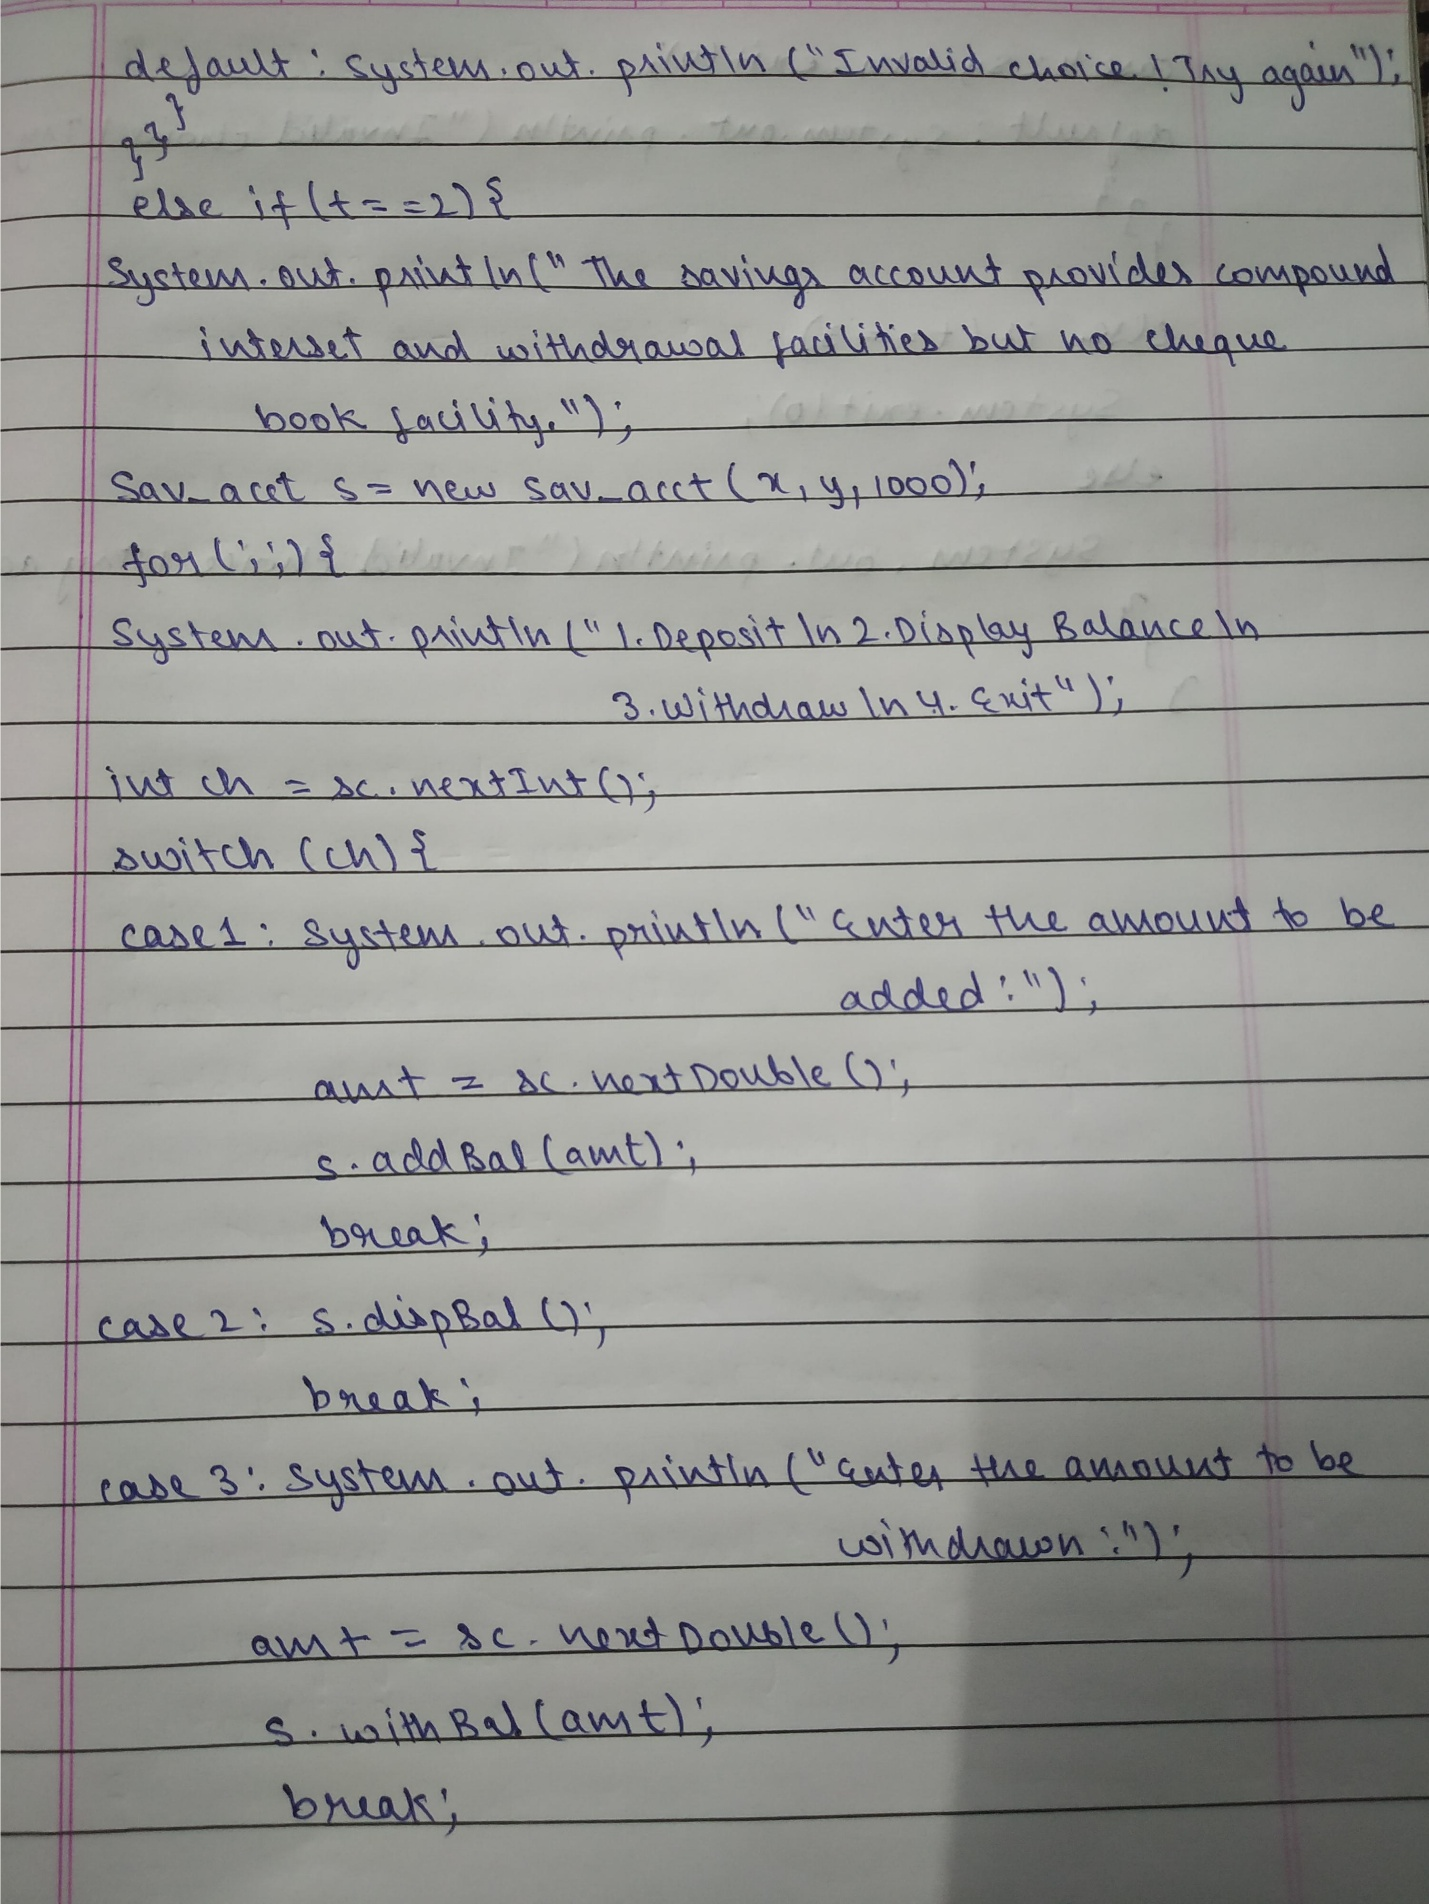 default : System.out.println ("Invalid choice! Try again");
}}}
else if (t==2) {
System.out.println(" The savings account provides compound
interset and withdrawal facilities but no cheque
book facility.");
Sav_acct s = new Sav_acct (x, y, 1000);
for (;;) {
System.out.println ("1.Deposit \n 2.Display Balance \n
3.Withdraw \n 4. Exit");
int ch = sc.nextInt ();
switch (ch) {
case1: System.out.println ("Enter the amount to be
added :");
amt = sc.nextDouble ();
s.addBal (amt);
break;
case 2: s.dispBal ();
break;
case 3: System.out.println ("Enter the amount to be
withdrawn :");
amt = sc.nextDouble ();
s.withBal (amt);
break;